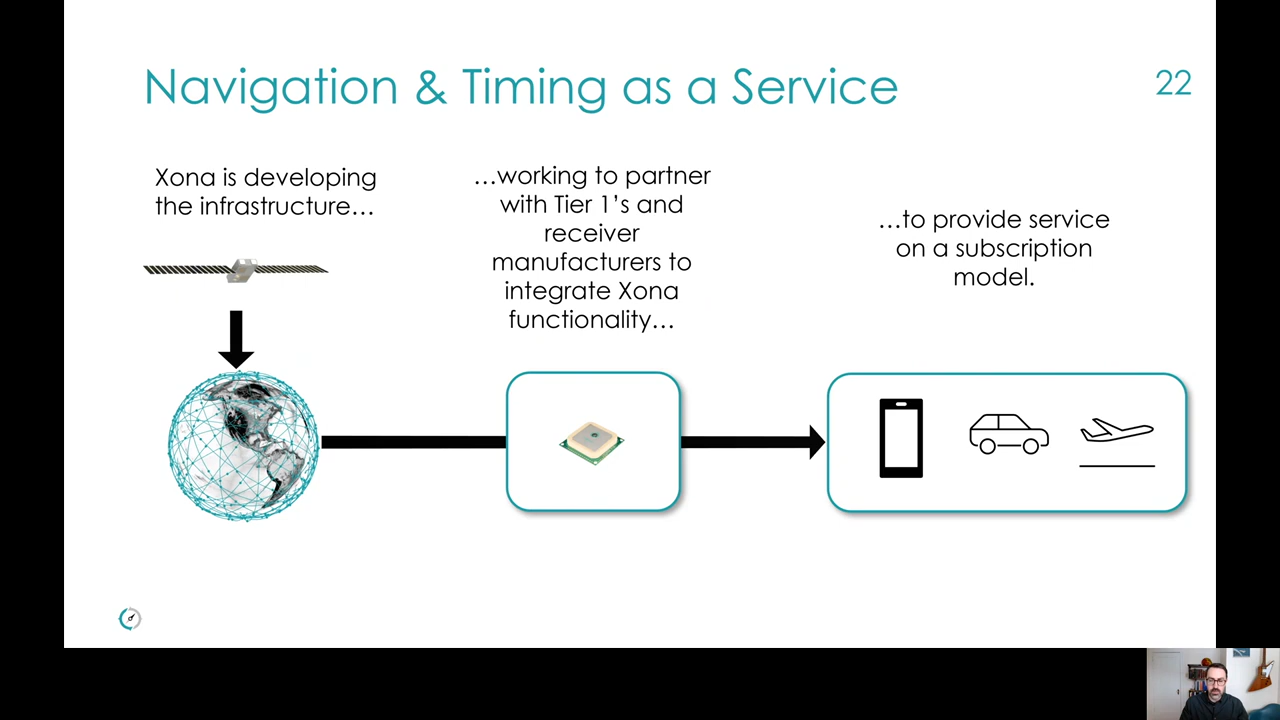 Navigation & Timing as a Service
22
Xona is developing
the infrastructure…
…working to partner
with Tier 1’s and
receiver
manufacturers to
integrate Xona
functionality…
…to provide service
on a subscription
model.